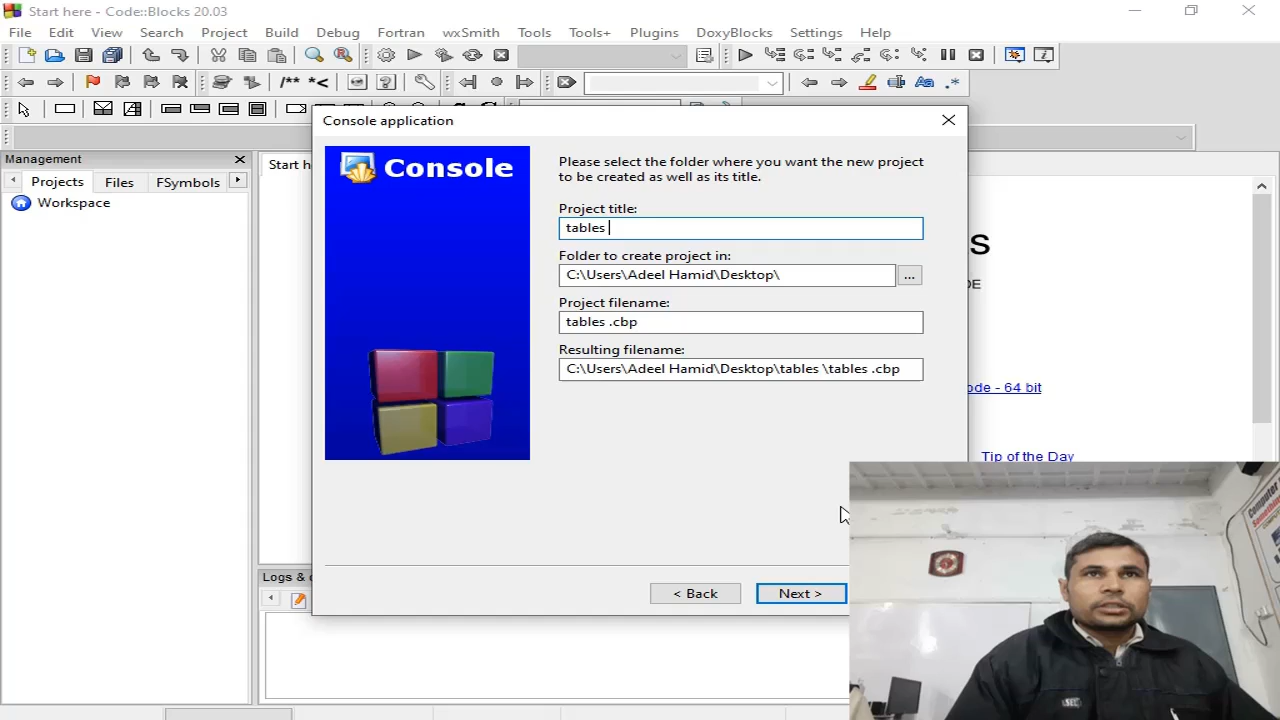 Start here - Code::Blocks 20.03
File Edit View Search Project Build Debug Fortran wxSmith Tools Tools+ Plugins DoxyBlocks Settings Help
/** *<
Aa .*
Management
Projects Files FSymbols
Workspace
Start h
Console application
Console
Please select the folder where you want the new project
to be created as well as its title.
Project title:
tables
Folder to create project in:
C:\Users\Adeel Hamid\Desktop\
...
Project filename:
tables .cbp
Resulting filename:
C:\Users\Adeel Hamid\Desktop\tables \tables .cbp
< Back Next >
S
DE
ode - 64 bit
Tip of the Day
Logs & o
Computer